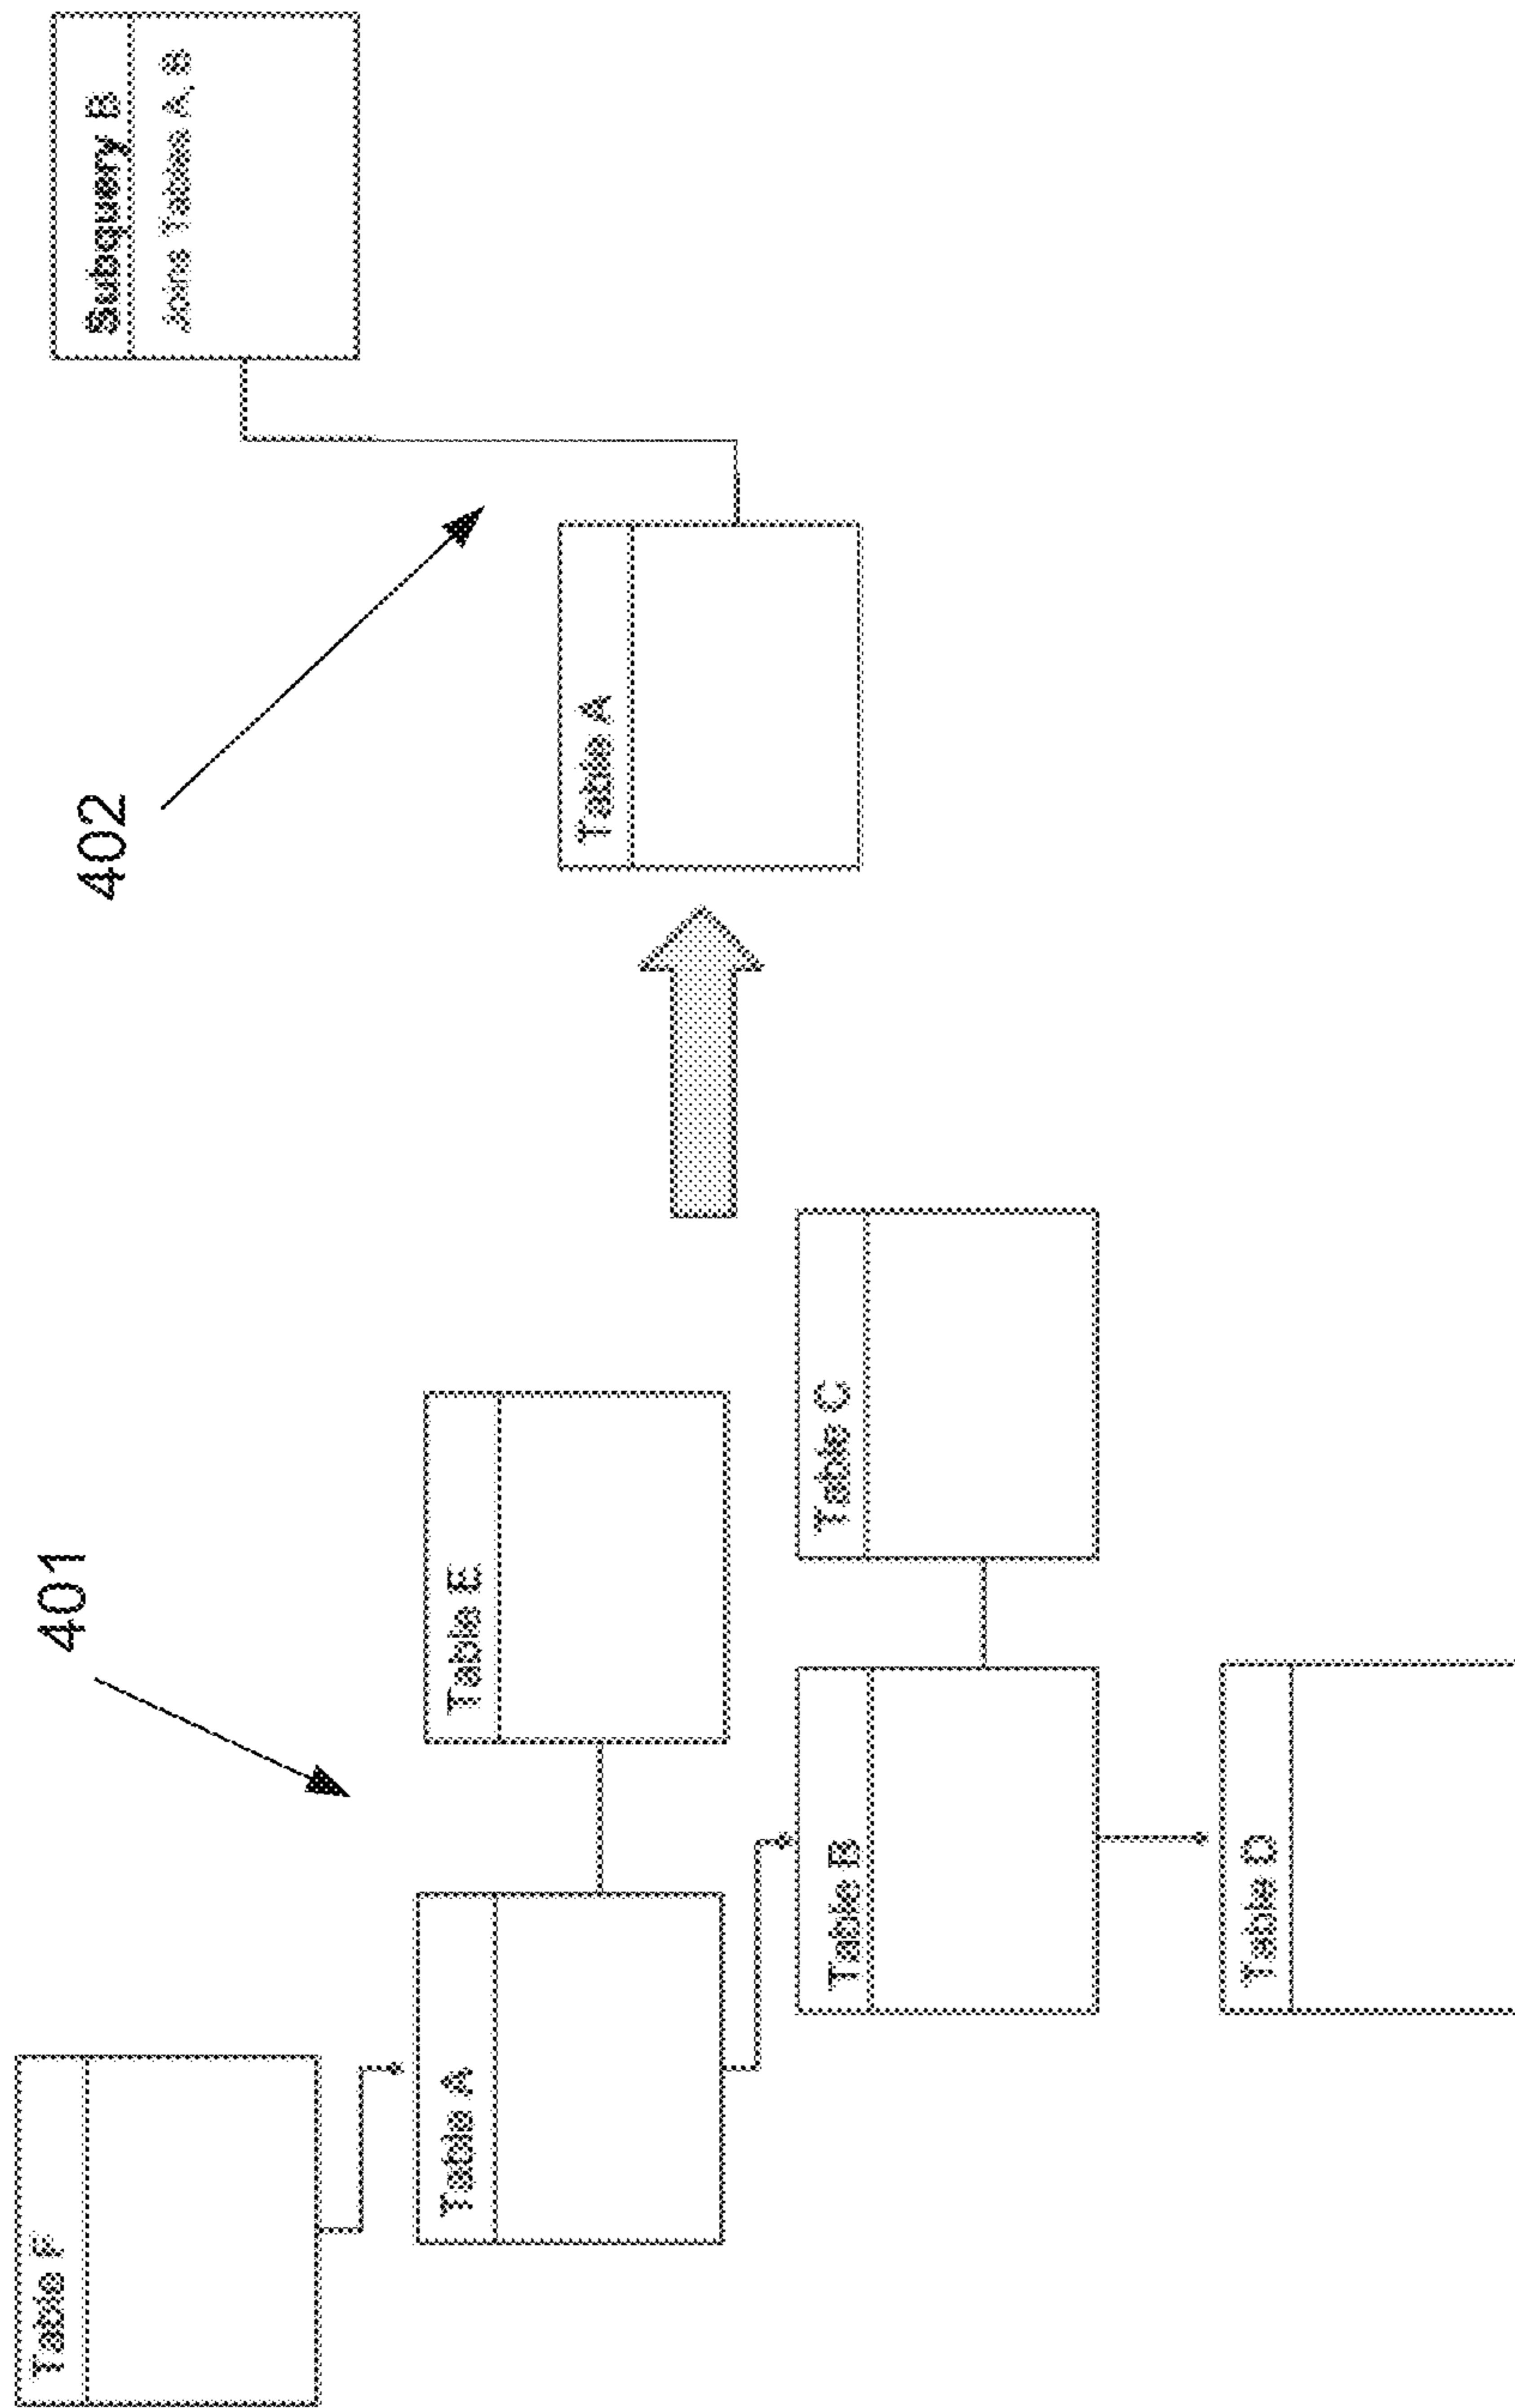 Table F
401
402
Subquery B
Joins Tables A, B
Table A
Table E
Table A
Table B
Table C
Table D